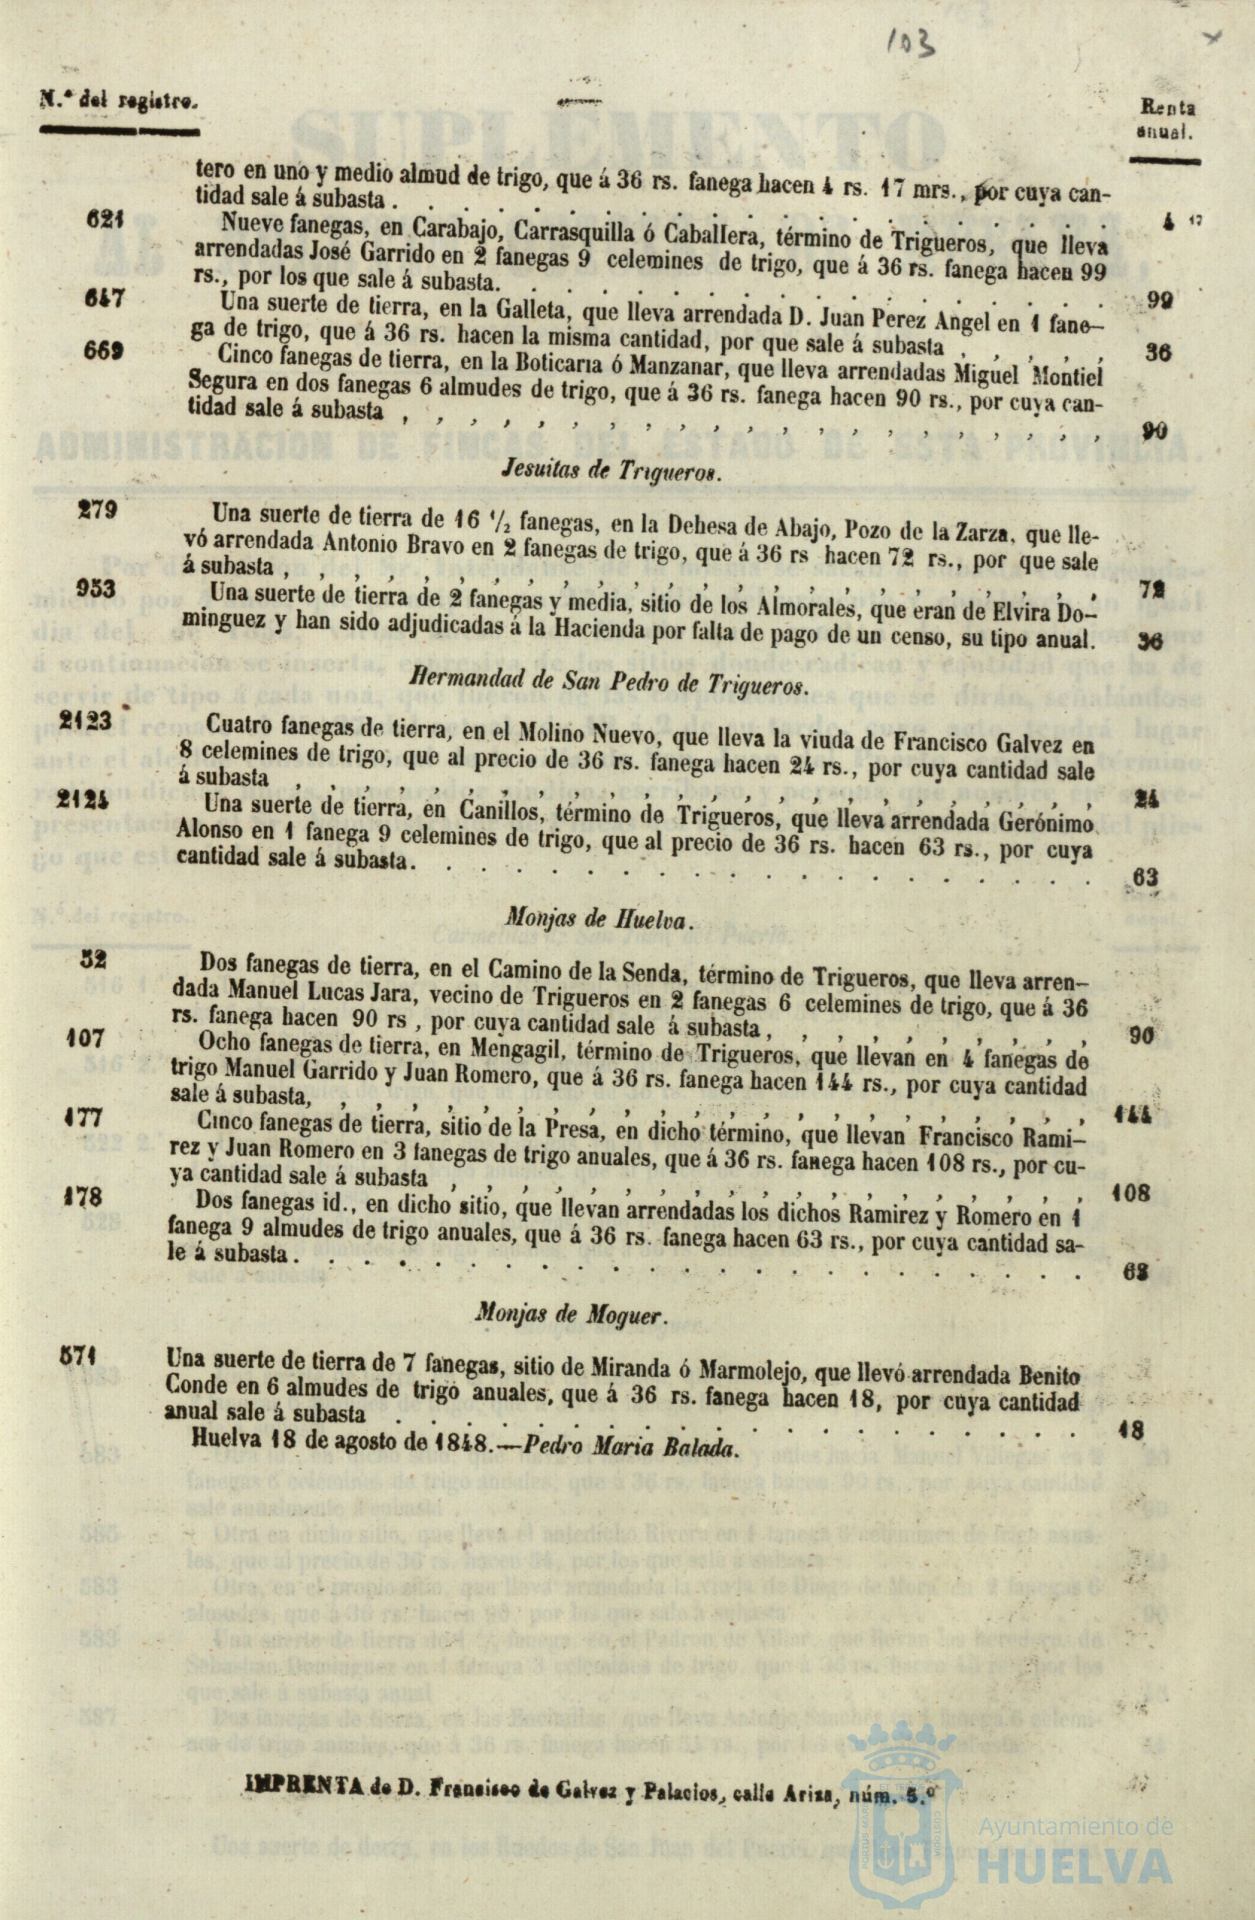 103
N.º del registro.
Renta
anual.
tero en uno y medio almud de trigo, que á 36 rs. fanega hacen 4 rs. 17 mrs., por cuya can-
tidad sale á subasta . . . . . . . . . . . . . . . . . . . . 4 17
621 Nueve fanegas, en Carabajo, Carrasquilla ó Caballera, término de Trigueros, que lleva
arrendadas José Garrido en 2 fanegas 9 celemines de trigo, que á 36 rs. fanega hacen 99
rs., por los que sale á subasta. . . . . . . . . . . . . . . . . . 99
647 Una suerte de tierra, en la Galleta, que lleva arrendada D. Juan Perez Angel en 1 fane-
ga de trigo, que á 36 rs. hacen la misma cantidad, por que sale á subasta , , , , , 36
669 Cinco fanegas de tierra, en la Boticaria ó Manzanar, que lleva arrendadas Miguel Montiel
Segura en dos fanegas 6 almudes de trigo, que á 36 rs. fanega hacen 90 rs., por cuya can-
tidad sale á subasta , , , , , , , , , , , , , , , , , , , , , 90
Jesuitas de Trigueros.
279 Una suerte de tierra de 16 1/2 fanegas, en la Dehesa de Abajo, Pozo de la Zarza, que lle-
vó arrendada Antonio Bravo en 2 fanegas de trigo, que á 36 rs hacen 72 rs., por que sale
á subasta , , , , , , , , , , , , , , , , , , , , , , , , 72
953 Una suerte de tierra de 2 fanegas y media, sitio de los Almorales, que eran de Elvira Do-
minguez y han sido adjudicadas á la Hacienda por falta de pago de un censo, su tipo anual. 36
Hermandad de San Pedro de Trigueros.
2123 Cuatro fanegas de tierra, en el Molino Nuevo, que lleva la viuda de Francisco Galvez en
8 celemines de trigo, que al precio de 36 rs. fanega hacen 24 rs., por cuya cantidad sale
á subasta , , , , , , , , , , , , , , , , , , , , , , , , 24
2124 Una suerte de tierra, en Canillos, término de Trigueros, que lleva arrendada Gerónimo
Alonso en 1 fanega 9 celemines de trigo, que al precio de 36 rs. hacen 63 rs., por cuya
cantidad sale á subasta. . . . . . . . . . . . . . . . . . . . 63
Monjas de Huelva.
52 Dos fanegas de tierra, en el Camino de la Senda, término de Trigueros, que lleva arren-
dada Manuel Lucas Jara, vecino de Trigueros en 2 fanegas 6 celemines de trigo, que á 36
rs. fanega hacen 90 rs , por cuya cantidad sale á subasta , , , , , , , , , , 90
107 Ocho fanegas de tierra, en Mengagil, término de Trigueros, que llevan en 4 fanegas de
trigo Manuel Garrido y Juan Romero, que á 36 rs. fanega hacen 144 rs., por cuya cantidad
sale á subasta, , , , , , , , , , , , , , , , , , , , , , , 144
177 Cinco fanegas de tierra, sitio de la Presa, en dicho término, que llevan Francisco Rami-
rez y Juan Romero en 3 fanegas de trigo anuales, que á 36 rs. fanega hacen 108 rs., por cu-
ya cantidad sale á subasta , , , , , , , , , , , , , , , , , , , 108
178 Dos fanegas id., en dicho sitio, que llevan arrendadas los dichos Ramirez y Romero en 1
fanega 9 almudes de trigo anuales, que á 36 rs. fanega hacen 63 rs., por cuya cantidad sa-
le á subasta. . . . . . . . . . . . . . . . . . . . . . . . 63
Monjas de Moguer.
571 Una suerte de tierra de 7 fanegas, sitio de Miranda ó Marmolejo, que llevó arrendada Benito
Conde en 6 almudes de trigo anuales, que á 36 rs. fanega hacen 18, por cuya cantidad
anual sale á subasta . . . . . . . . . . . . . . . . . . . . 18
Huelva 18 de agosto de 1848.—Pedro Maria Balada.
IMPRENTA de D. Francisco de Galvez y Palacios, calle Ariza, núm. 5.º
Ayuntamiento de
HUELVA